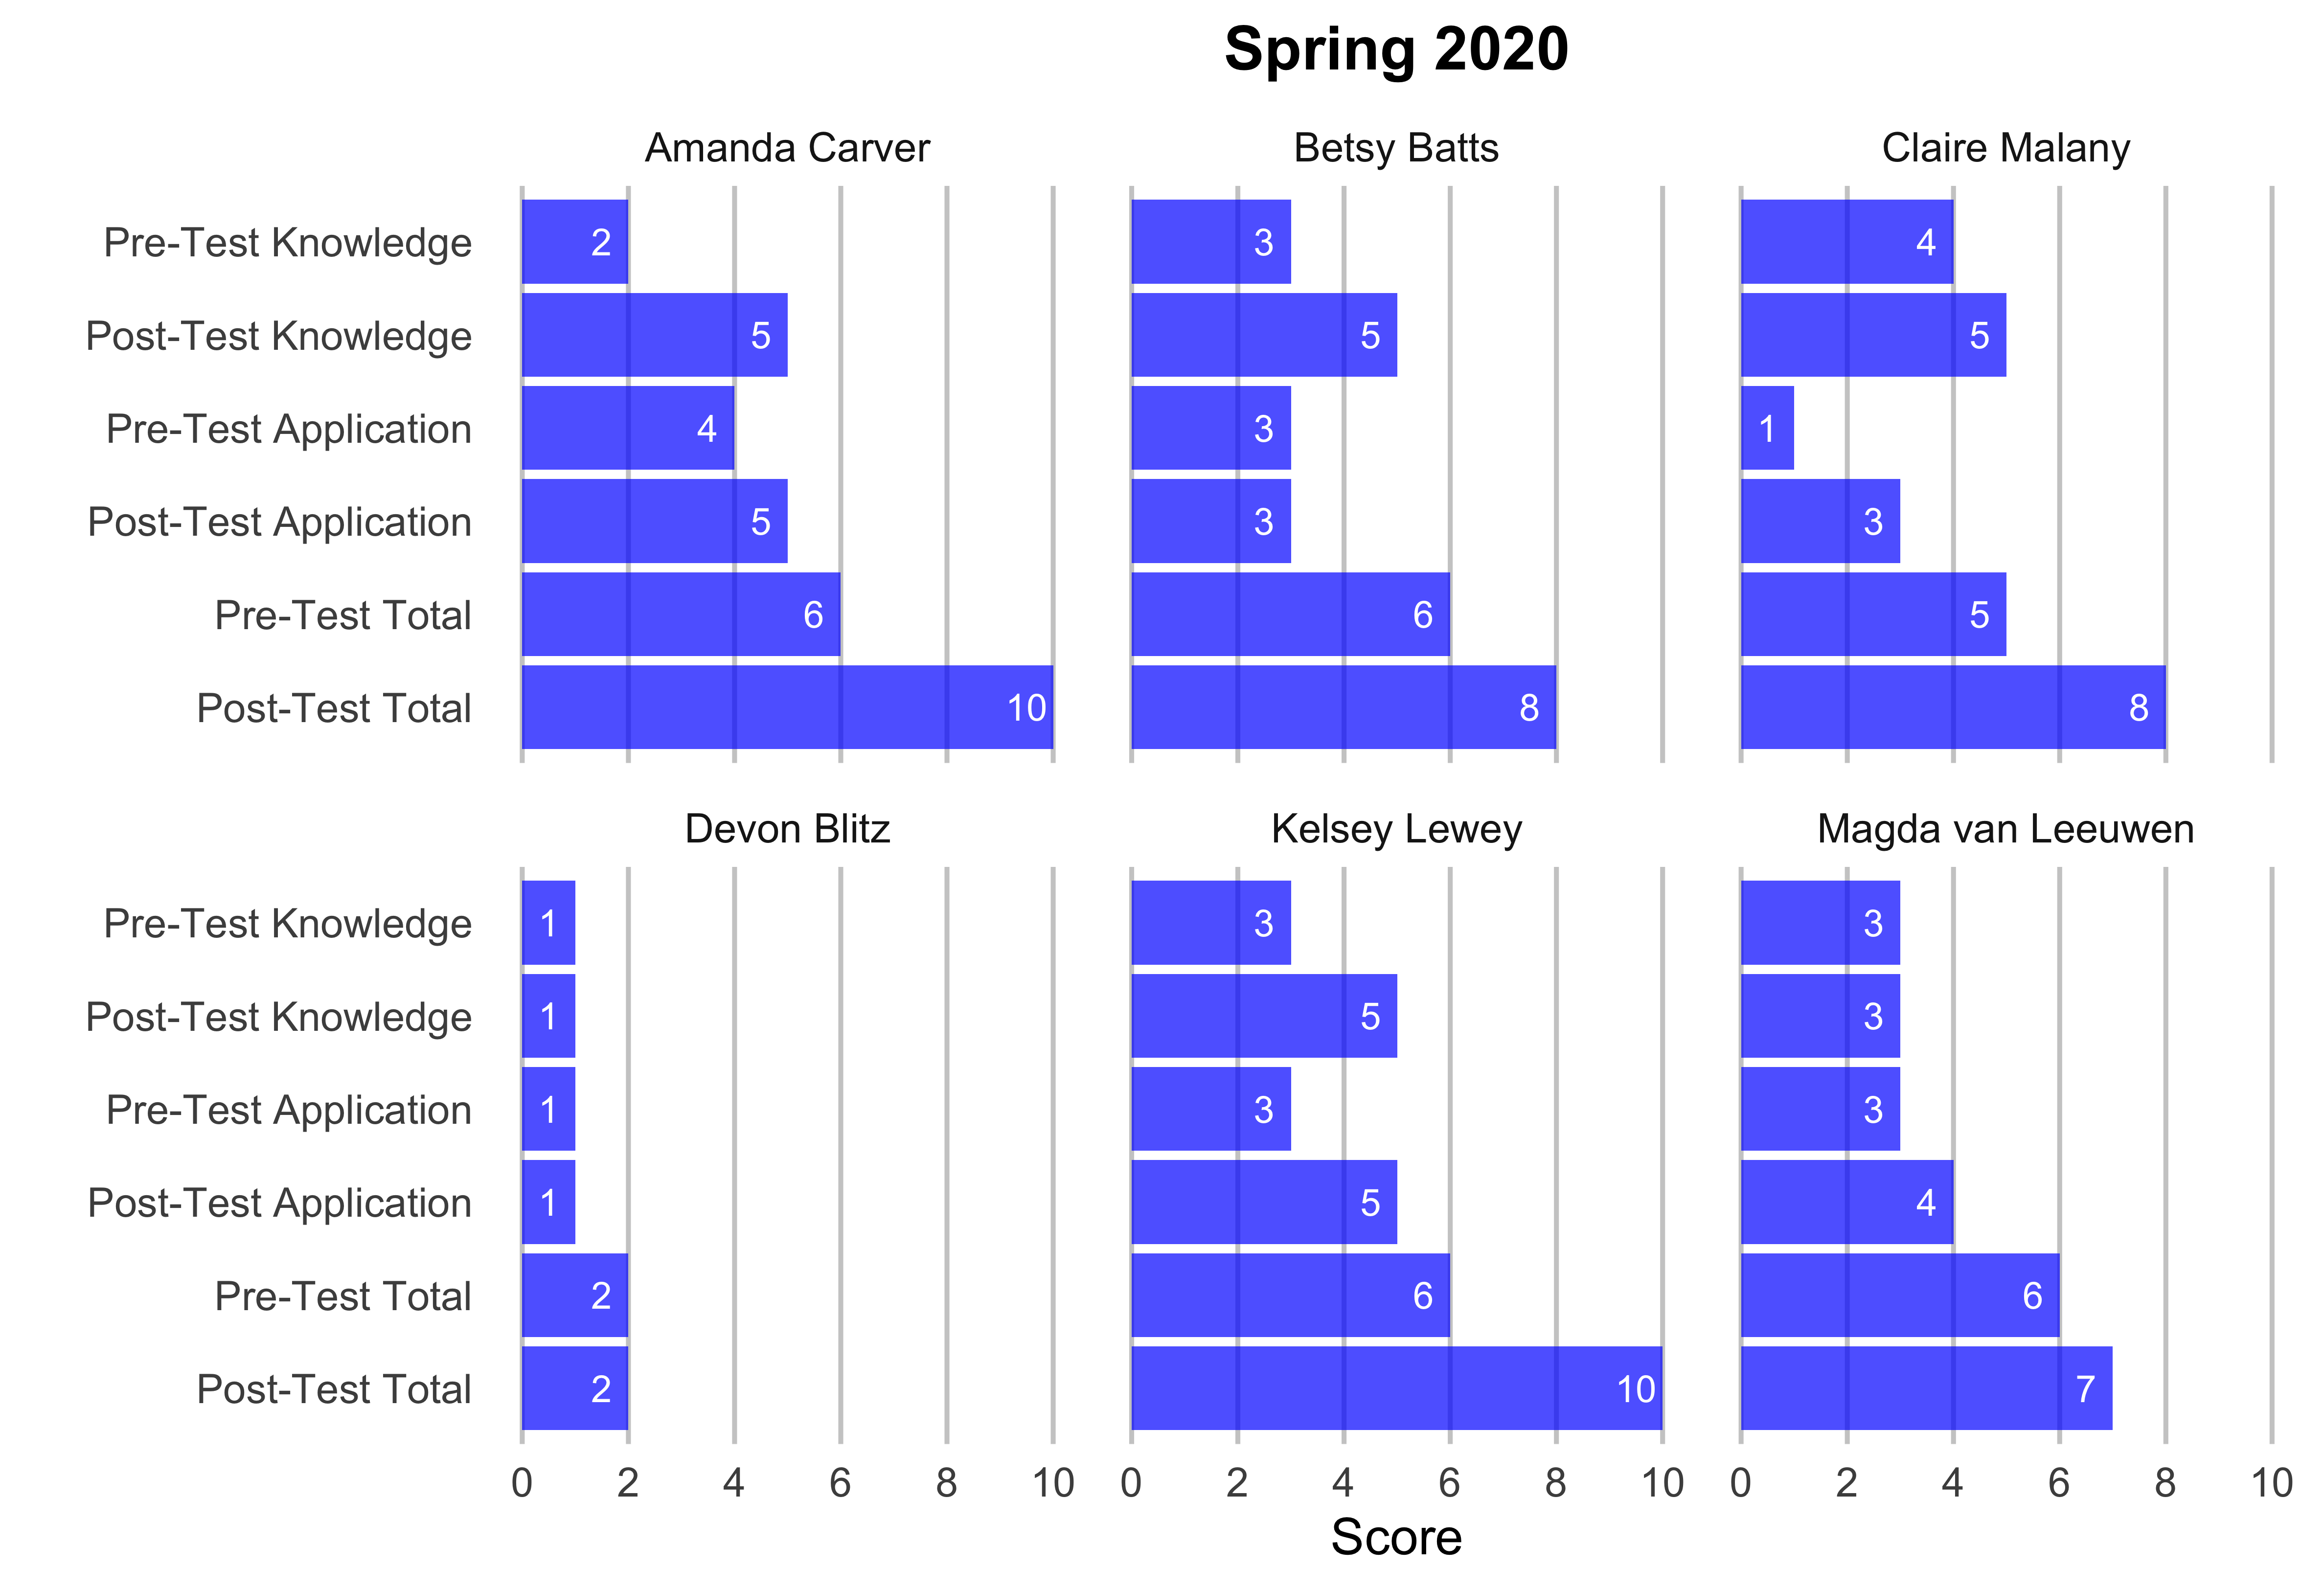 Spring 2020
Amanda Carver
Betsy Batts
Claire Malany
Pre-Test Knowledge 2 3 4
Post-Test Knowledge 5 5 5
Pre-Test Application 4 3 1
Post-Test Application 5 3 3
Pre-Test Total 6 6 5
Post-Test Total 10 8 8
Devon Blitz
Kelsey Lewey
Magda van Leeuwen
Pre-Test Knowledge 1 3 3
Post-Test Knowledge 1 5 3
Pre-Test Application 1 3 3
Post-Test Application 1 5 4
Pre-Test Total 2 6 6
Post-Test Total 2 10 7
0 2 4 6 8 10 0 2 4 6 8 10 0 2 4 6 8 10
Score